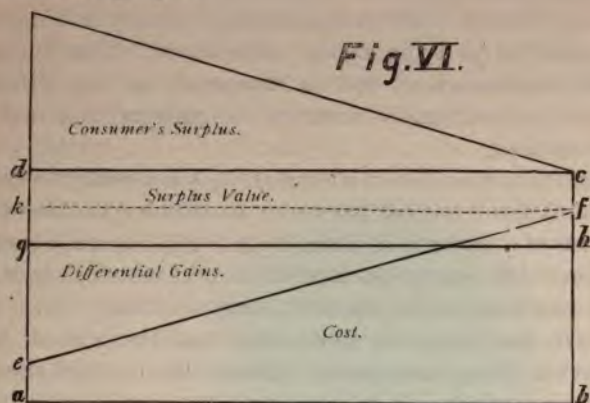 Fig. VI.
Consumer's Surplus.
d c
Surplus Value.
k f
g h
Differential Gains.
Cost.
e
a b